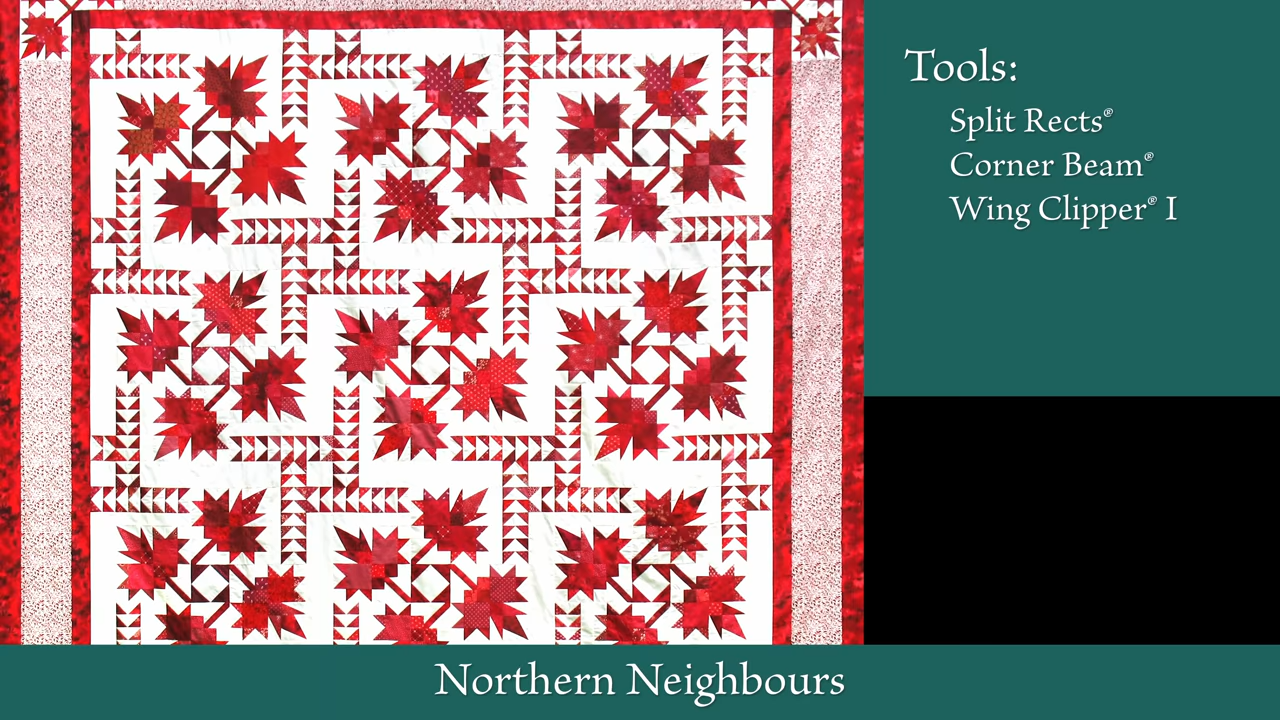 Tools:
Split Rects®
Corner Beam®
Wing Clipper® I
Northern Neighbours